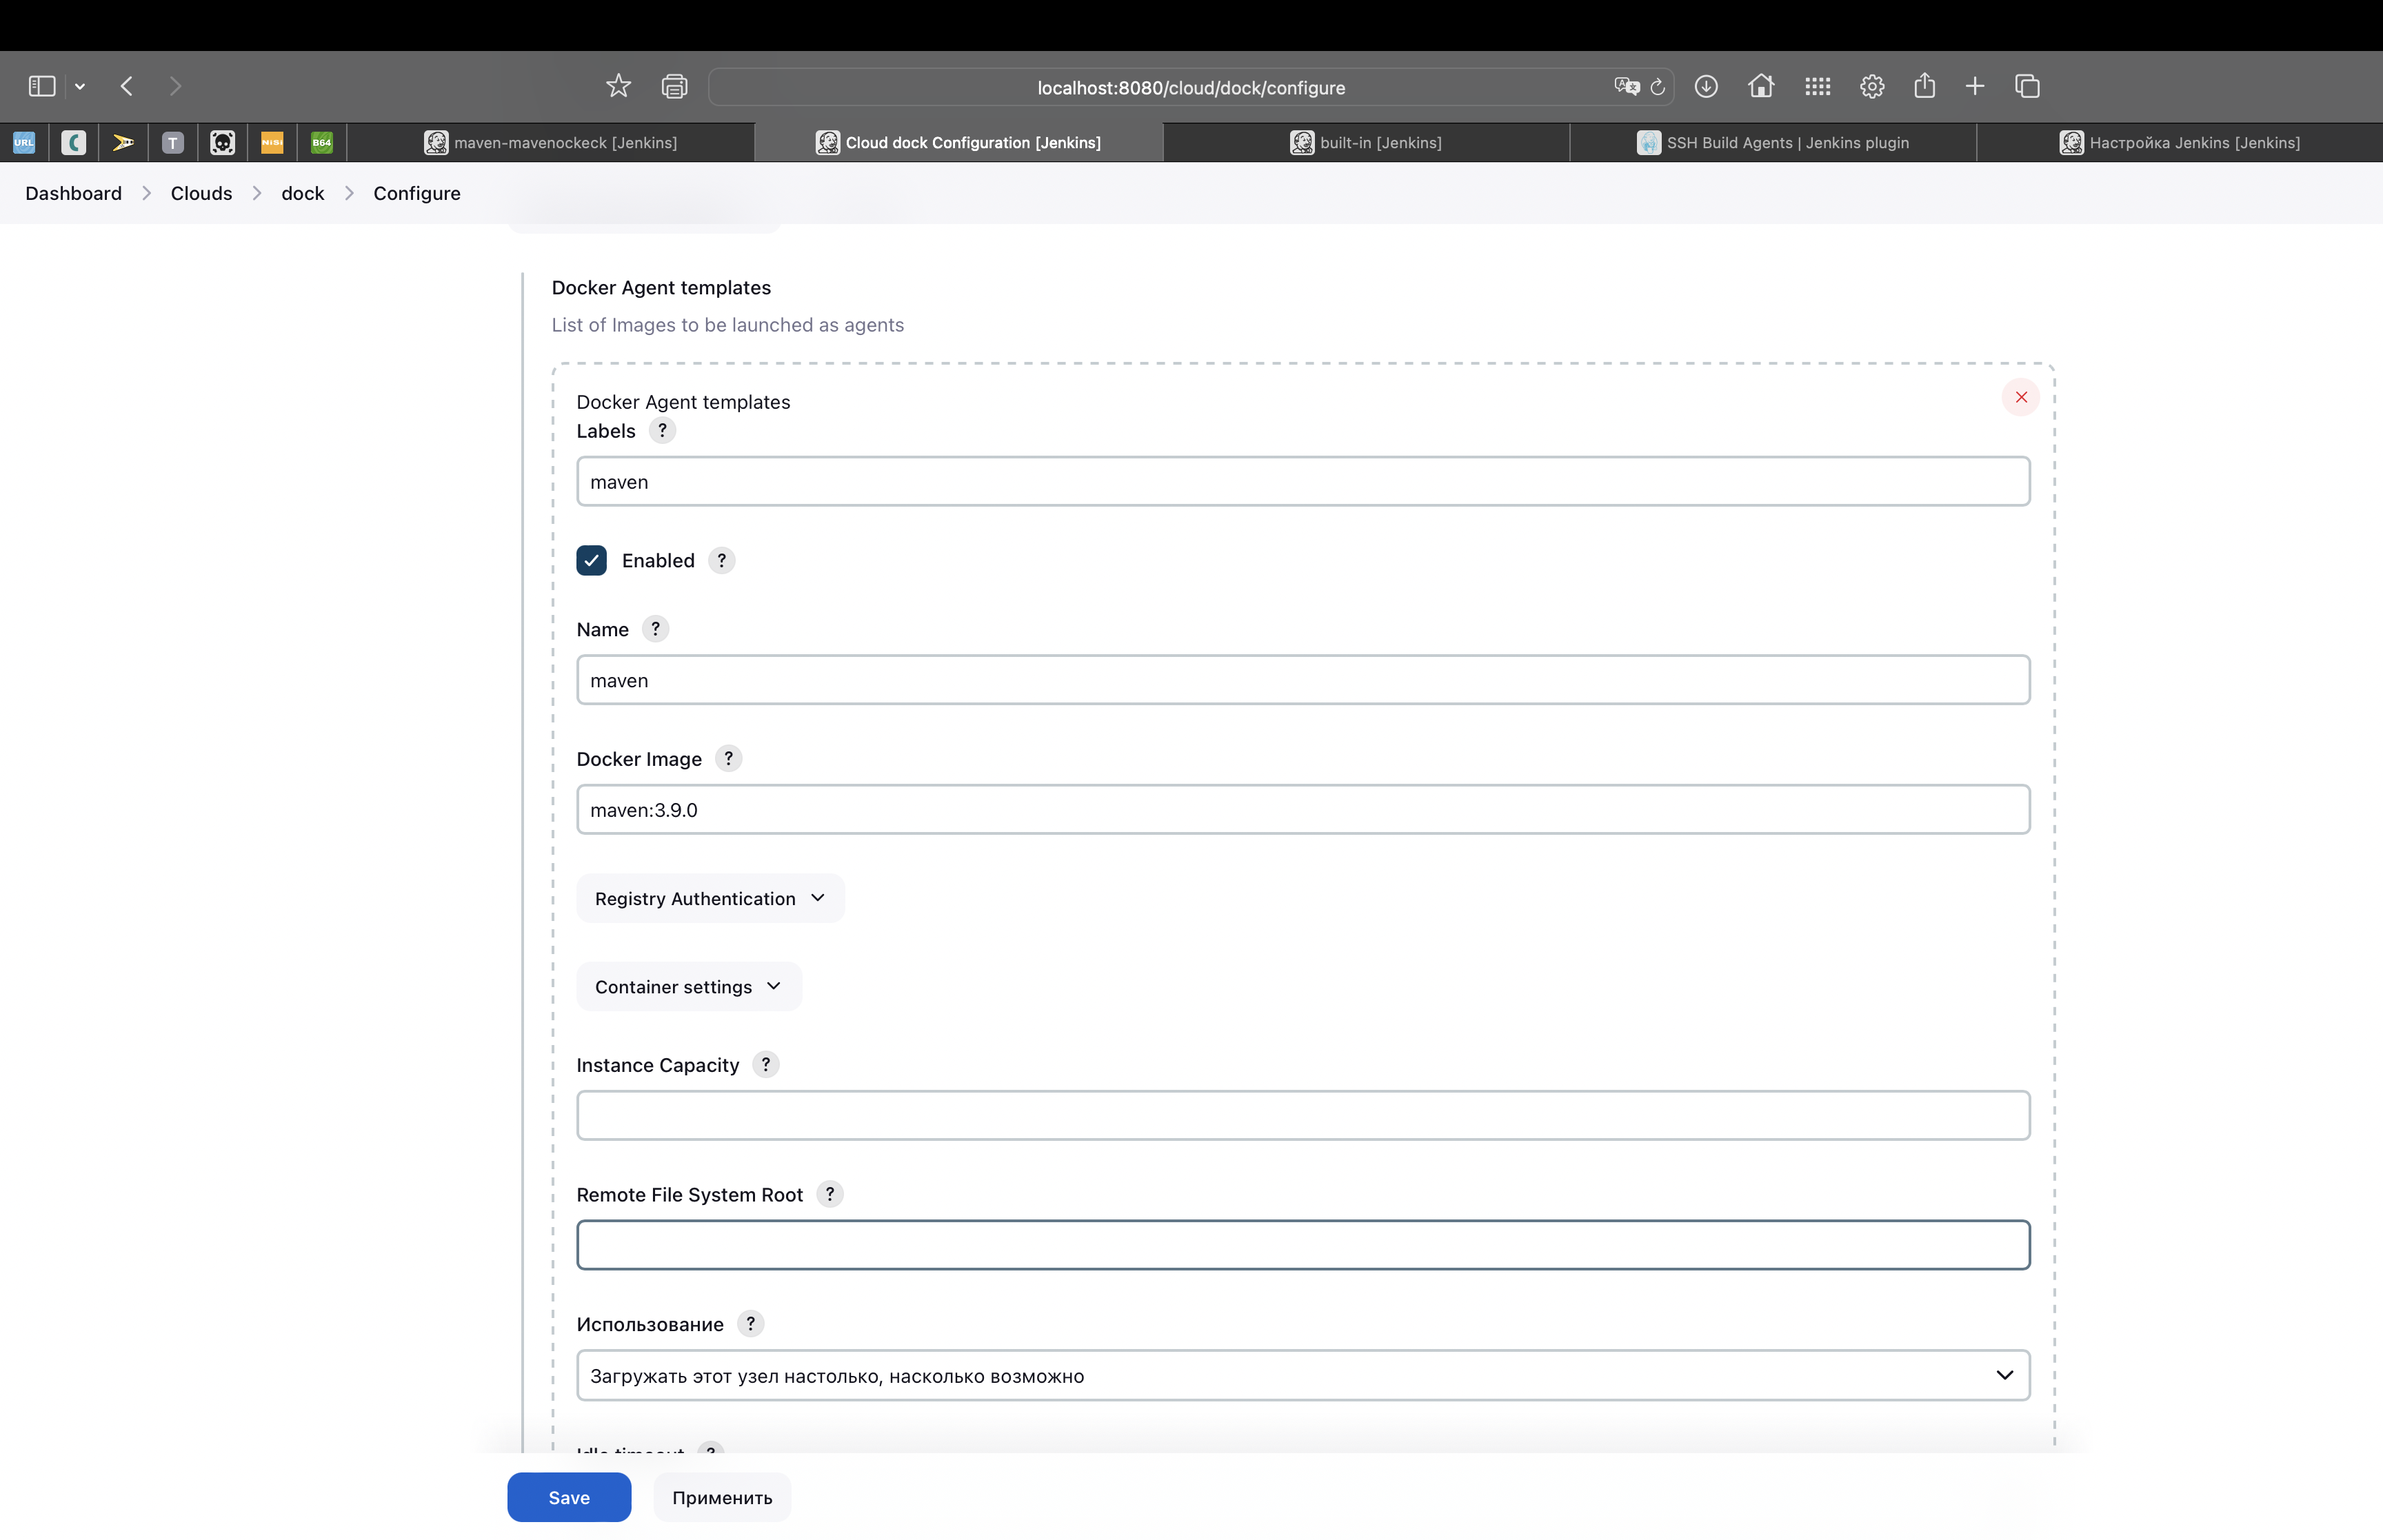 localhost:8080/cloud/dock/configure
URL
T
NiSi
B64
maven-mavenockeck [Jenkins]
Cloud dock Configuration [Jenkins]
built-in [Jenkins]
SSH Build Agents | Jenkins plugin
Настройка Jenkins [Jenkins]
Dashboard > Clouds > dock > Configure
Docker Agent templates
List of Images to be launched as agents
Docker Agent templates
Labels ?
maven
Enabled ?
Name ?
maven
Docker Image ?
maven:3.9.0
Registry Authentication
Container settings
Instance Capacity ?
Remote File System Root ?
Использование ?
Загружать этот узел настолько, насколько возможно
Idle timeout ?
Save
Применить